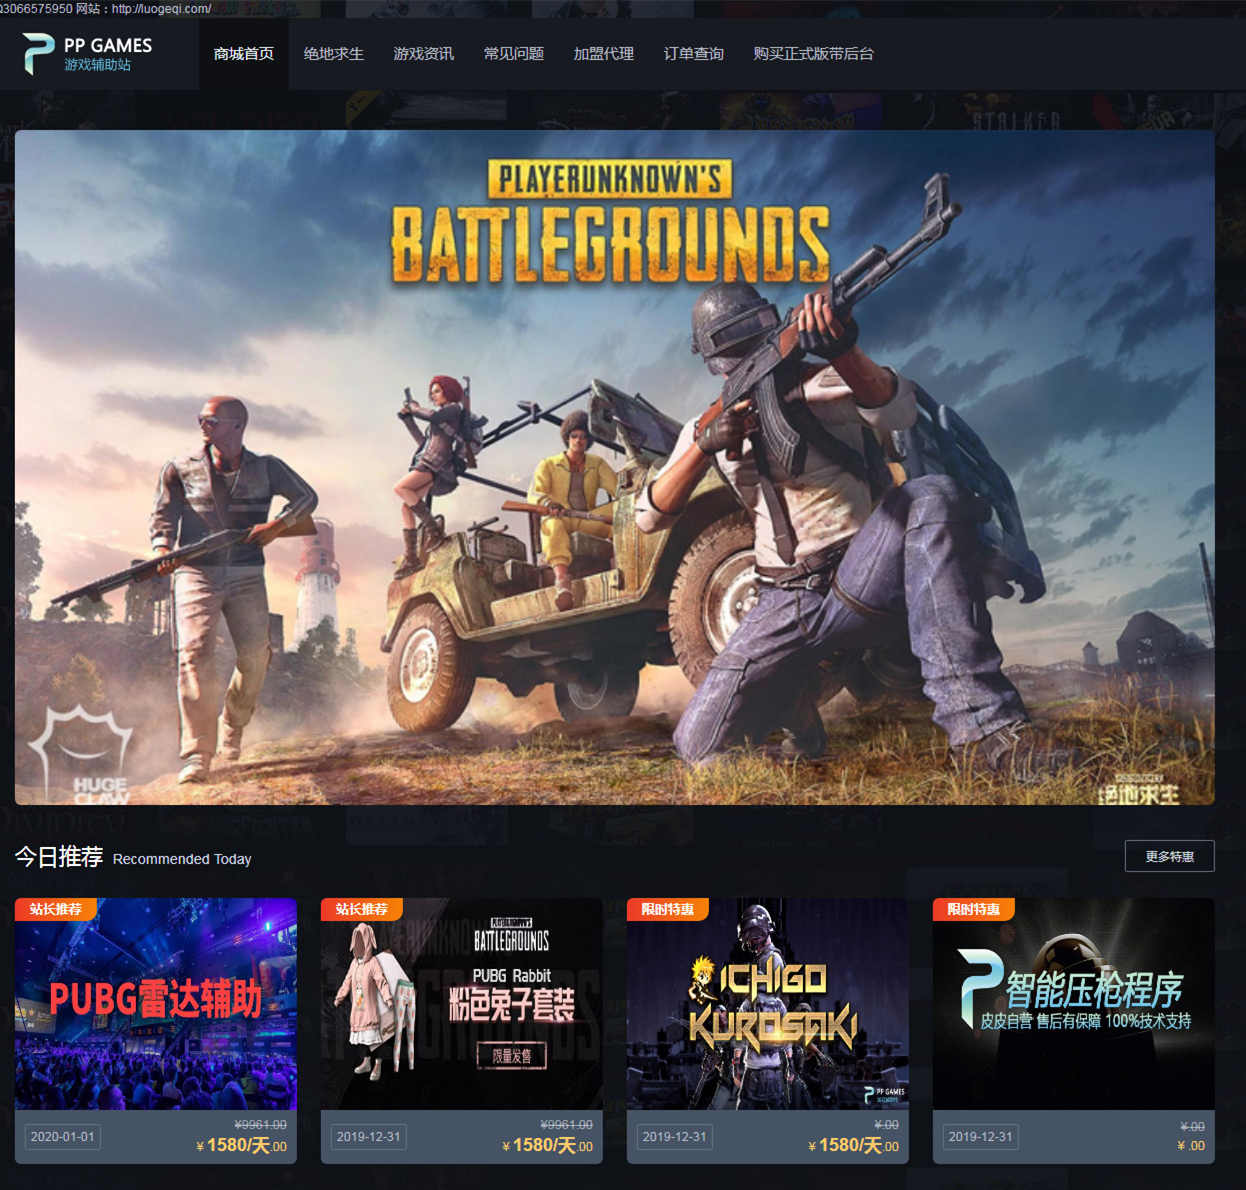 Q3066575950 网站：http://luogeqi.com/
PP GAMES
游戏辅助站
商城首页 绝地求生 游戏资讯 常见问题 加盟代理 订单查询 购买正式版带后台
PLAYERUNKNOWN'S
BATTLEGROUNDS
HUGE
CLAW
绝地求生
今日推荐 Recommended Today
更多特惠
站长推荐
PUBG雷达辅助
2020-01-01
¥9961.00
¥ 1580/天.00
站长推荐
PLAYERUNKNOWN'S
BATTLEGROUNDS
PUBG Rabbit
粉色兔子套装
限量发售
2019-12-31
¥9961.00
¥ 1580/天.00
限时特惠
ICHIGO
KUROSAKI
PP GAMES
2019-12-31
¥.00
¥ 1580/天.00
限时特惠
智能压枪程序
皮皮自营 售后有保障 100%技术支持
2019-12-31
¥.00
¥ .00